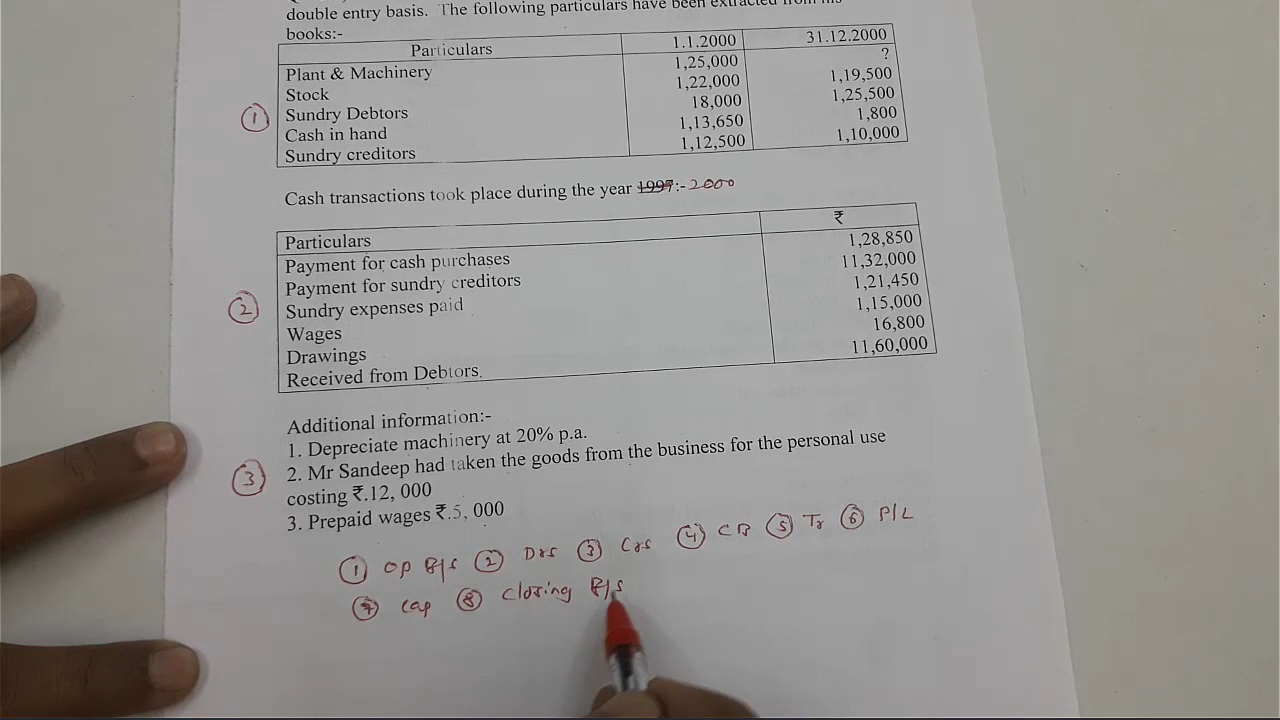 double entry basis. The following particulars have been extracted from his
books:-
Particulars 1.1.2000 31.12.2000
Plant & Machinery 1,25,000 ?
Stock 1,22,000 1,19,500
Sundry Debtors 18,000 1,25,500
① Cash in hand 1,13,650 1,800
Sundry creditors 1,12,500 1,10,000
Cash transactions took place during the year 1997:-2000
Particulars ₹
Payment for cash purchases 1,28,850
Payment for sundry creditors 11,32,000
② Sundry expenses paid 1,21,450
Wages 1,15,000
Drawings 16,800
Received from Debtors. 11,60,000
Additional information:-
1. Depreciate machinery at 20% p.a.
③ 2. Mr Sandeep had taken the goods from the business for the personal use
costing ₹.12, 000
3. Prepaid wages ₹.5, 000
① Op B/s ② Drs ③ Crs ④ CB ⑤ Tr ⑥ P/L
⑦ Cap ⑧ Closing B/s